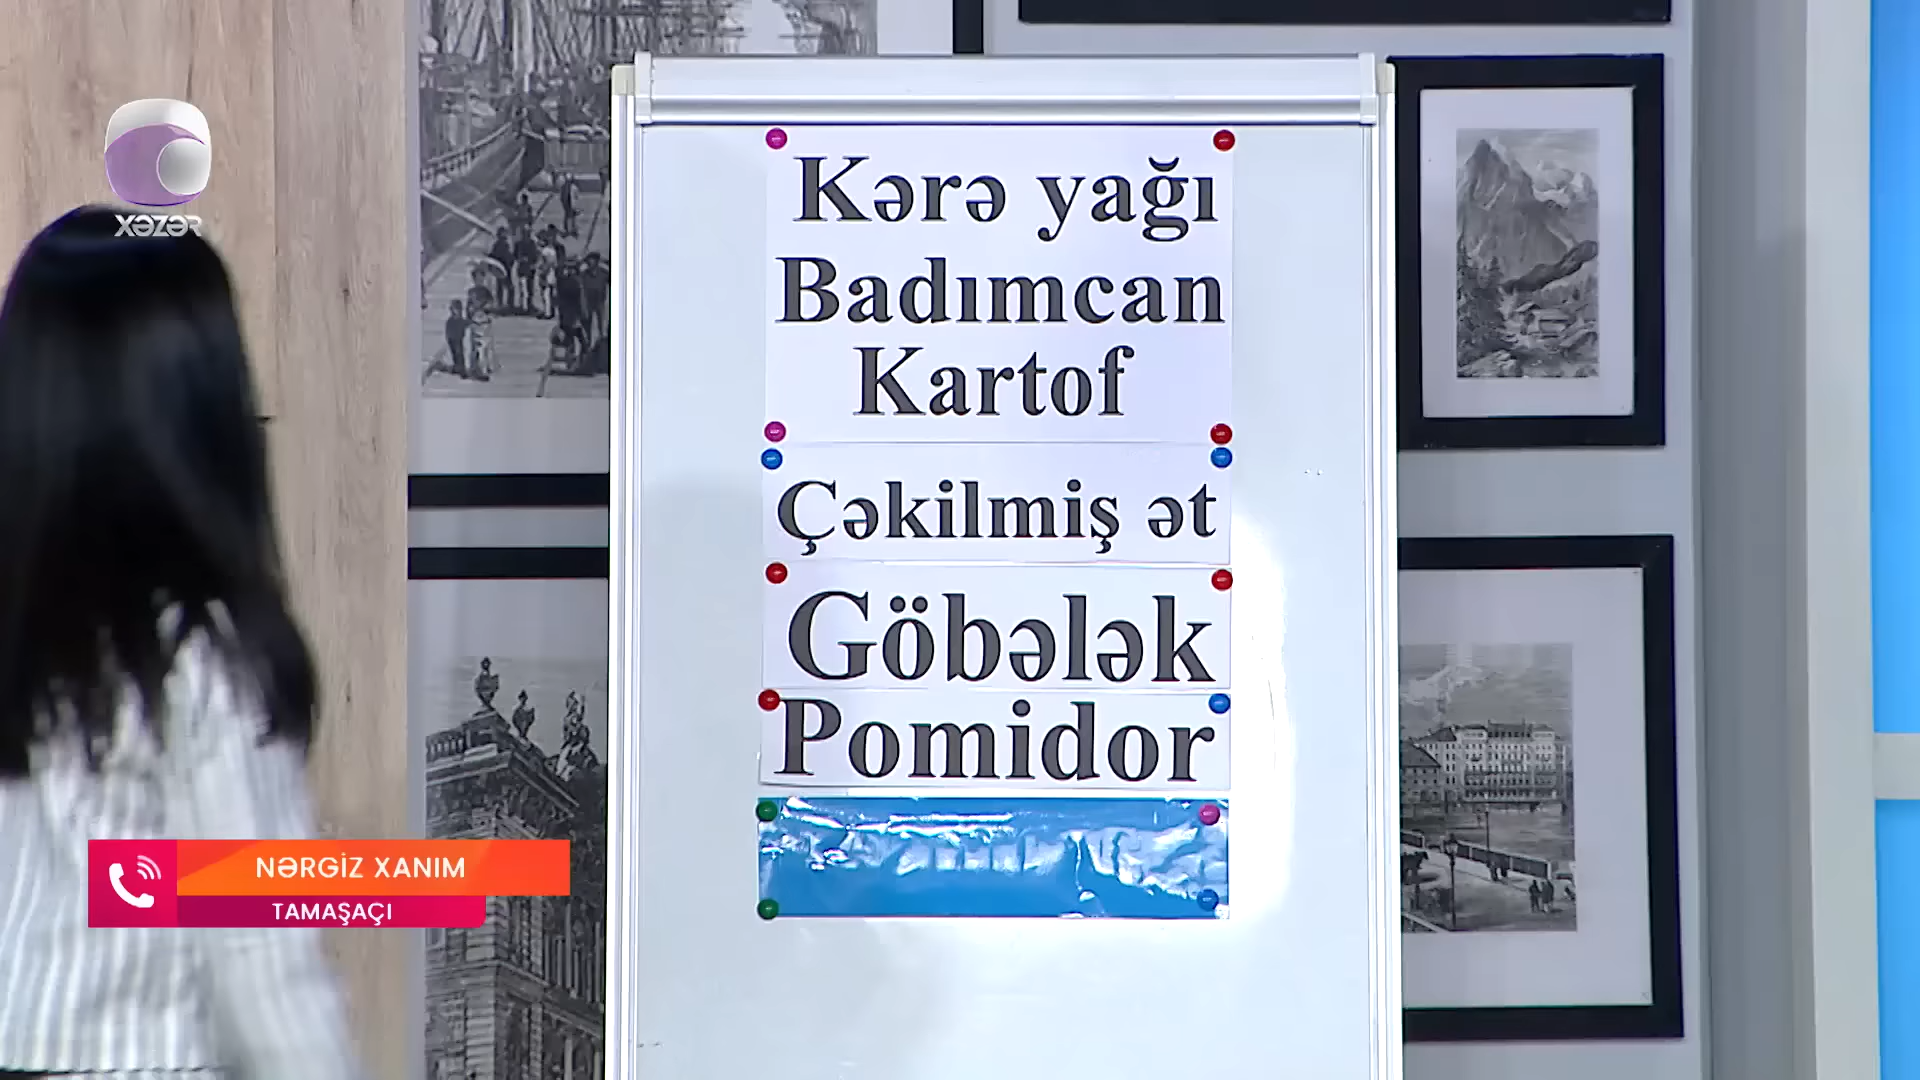 XƏZƏR
Kərə yağı
Badımcan
Kartof
Çəkilmiş ət
Göbələk
Pomidor
NƏRGİZ XANIM
TAMAŞAÇI